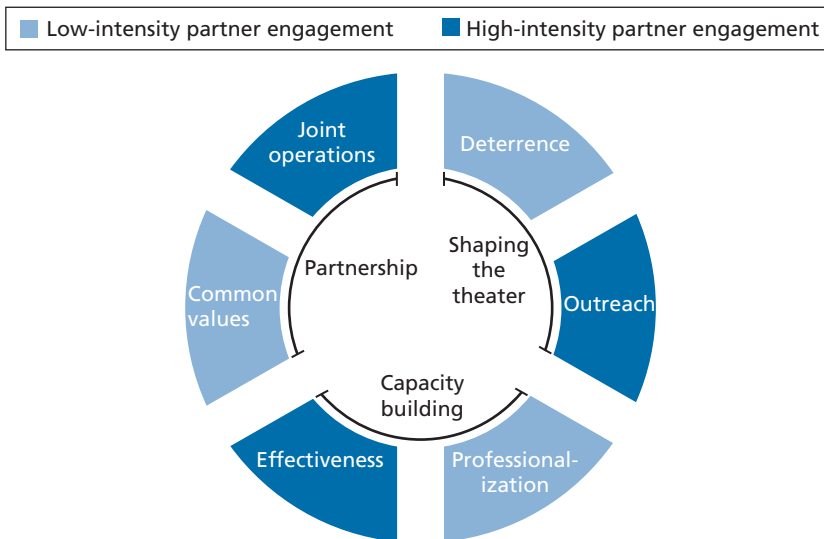 Low-intensity partner engagement
High-intensity partner engagement
Joint
operations
Deterrence
Partnership
Shaping
the
theater
Common
values
Outreach
Capacity
building
Effectiveness
Professional-
ization